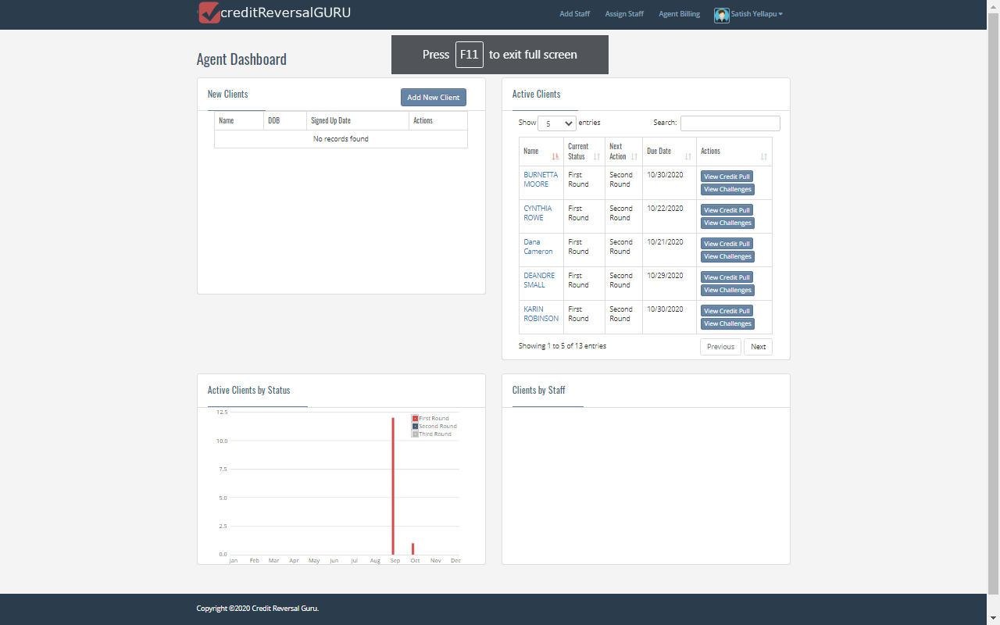 creditReversalGURU
Add Staff
Assign Staff
Agent Billing
Satish Yellapu
Press F11 to exit full screen
Agent Dashboard
New Clients
Add New Client
Name DOB Signed Up Date Actions
No records found
Active Clients
Show 5 entries
Search:
Name Current Status Next Action Due Date Actions
BURNETTA MOORE First Round Second Round 10/30/2020 View Credit Pull View Challenges
CYNTHIA ROWE First Round Second Round 10/22/2020 View Credit Pull View Challenges
Dana Cameron First Round Second Round 10/21/2020 View Credit Pull View Challenges
DEANDRE SMALL First Round Second Round 10/29/2020 View Credit Pull View Challenges
KARIN ROBINSON First Round Second Round 10/30/2020 View Credit Pull View Challenges
Showing 1 to 5 of 13 entries
Previous Next
Active Clients by Status
12.5
10.0
7.5
5.0
2.5
0.0
Jan Feb Mar Apr May Jun Jul Aug Sep Oct Nov Dec
First Round
Second Round
Third Round
Clients by Staff
Copyright ©2020 Credit Reversal Guru.